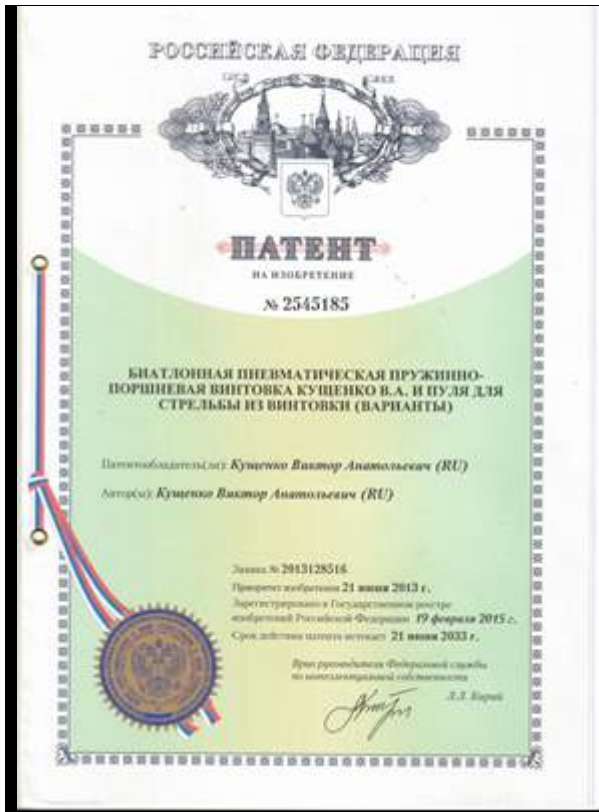 РОССИЙСКАЯ ФЕДЕРАЦИЯ
ПАТЕНТ
НА ИЗОБРЕТЕНИЕ
№ 2545185
БИАТЛОННАЯ ПНЕВМАТИЧЕСКАЯ ПРУЖИННО-
ПОРШНЕВАЯ ВИНТОВКА КУЩЕНКО В.А. И ПУЛЯ ДЛЯ
СТРЕЛЬБЫ ИЗ ВИНТОВКИ (ВАРИАНТЫ)
Патентообладатель(ли): Кущенко Виктор Анатольевич (RU)
Автор(ы): Кущенко Виктор Анатольевич (RU)
Заявка № 2013128516
Приоритет изобретения 21 июня 2013 г.
Зарегистрировано в Государственном реестре
изобретений Российской Федерации 19 февраля 2015 г.
Срок действия патента истекает 21 июня 2033 г.
Врио руководителя Федеральной службы
по интеллектуальной собственности
Л.Л. Кирий